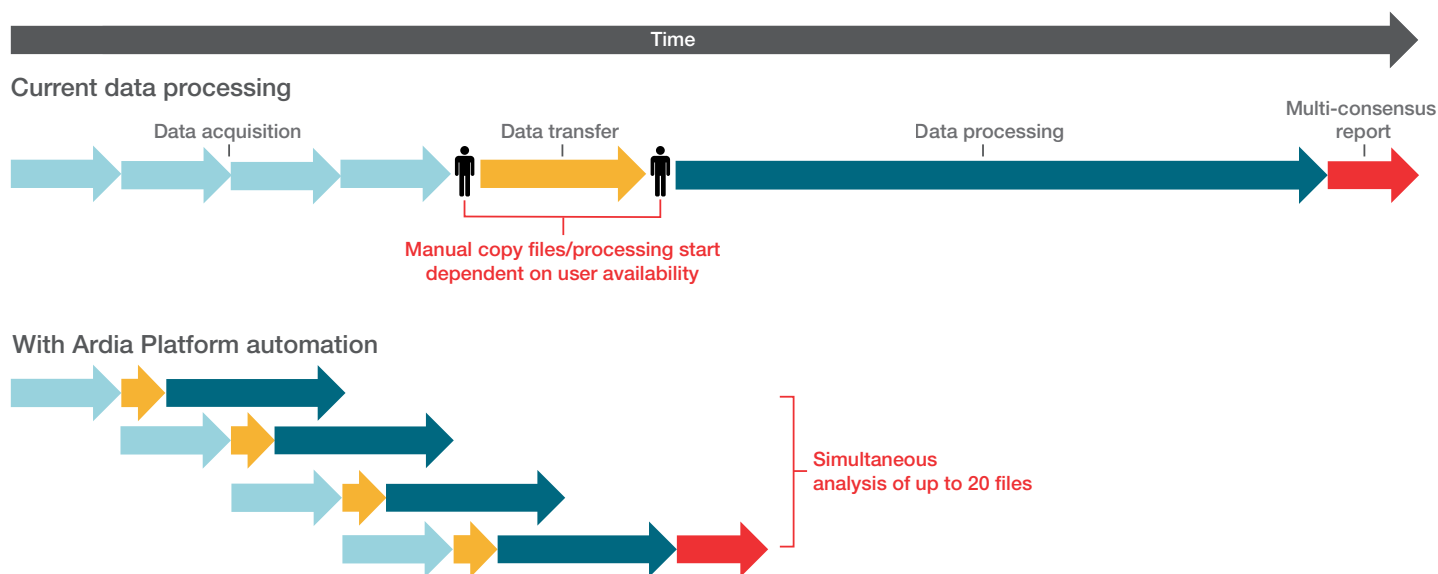 Time
Current data processing
Data acquisition
Data transfer
Data processing
Multi-consensus
report
Manual copy files/processing start
dependent on user availability
With Ardia Platform automation
Simultaneous
analysis of up to 20 files